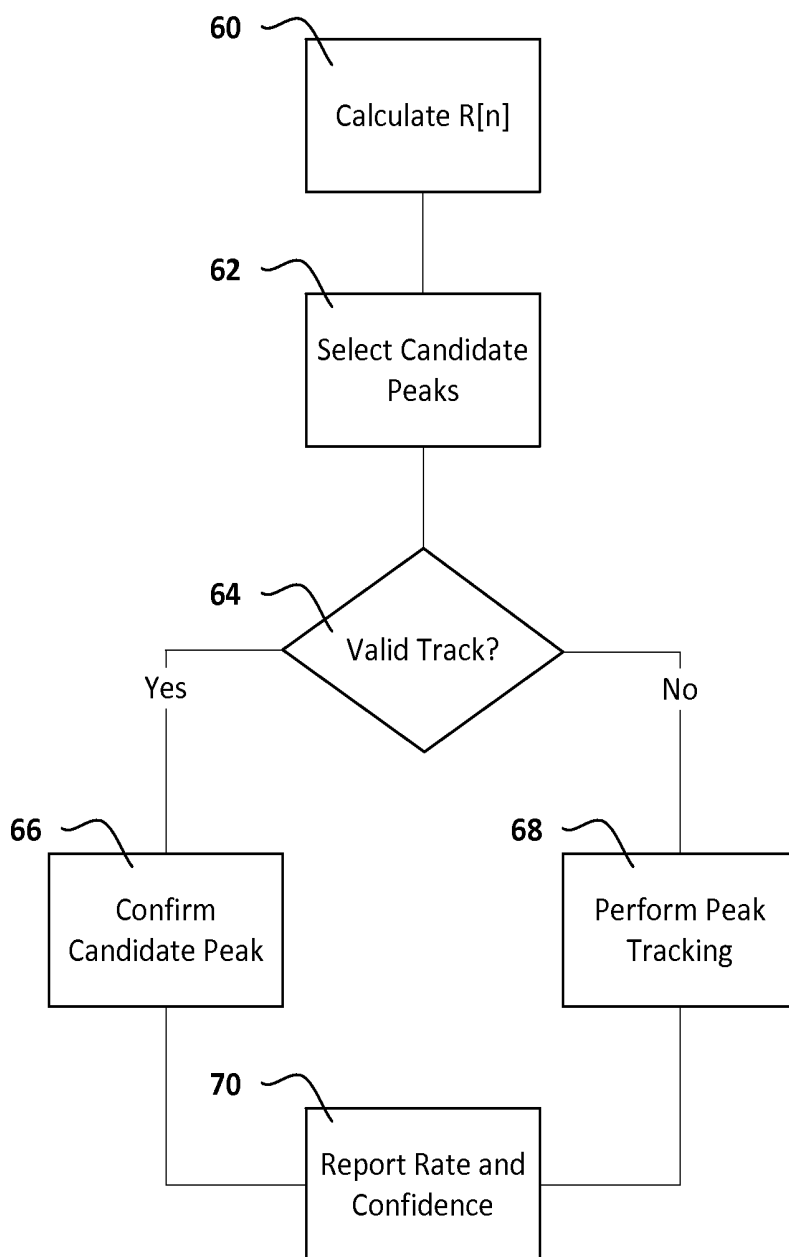 60
Calculate R[n]
62
Select Candidate
Peaks
64
Valid Track?
Yes
No
66
Confirm
Candidate Peak
68
Perform Peak
Tracking
70
Report Rate and
Confidence